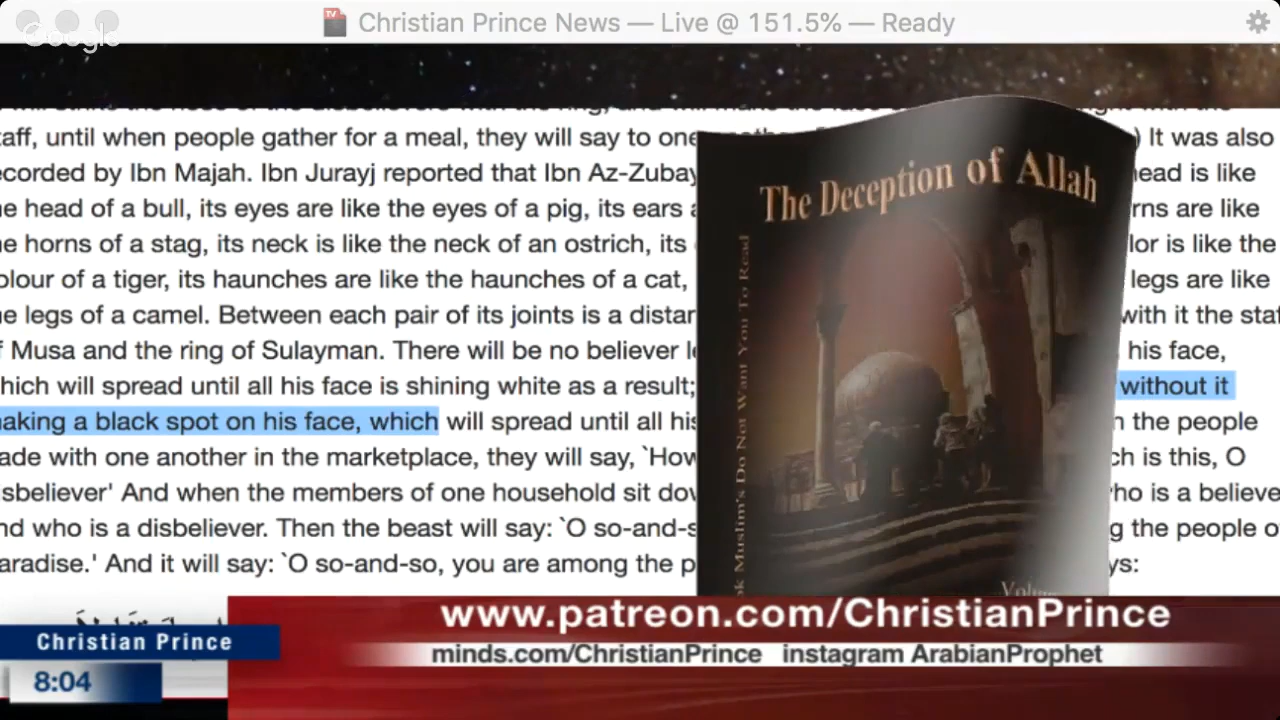 Christian Prince News — Live @ 151.5% — Ready
Google
taff, until when people gather for a meal, they will say to one It was also
ecorded by Ibn Majah. Ibn Jurayj reported that Ibn Az-Zubay ead is like
he head of a bull, its eyes are like the eyes of a pig, its ears rns are like
he horns of a stag, its neck is like the neck of an ostrich, its lor is like the
olour of a tiger, its haunches are like the haunches of a cat, legs are like
he legs of a camel. Between each pair of its joints is a distan with it the staf
f Musa and the ring of Sulayman. There will be no believer le his face,
hich will spread until all his face is shining white as a result; without it
naking a black spot on his face, which will spread until all his n the people
ade with one another in the marketplace, they will say, `How ch is this, O
isbeliever' And when the members of one household sit dov ho is a believe
nd who is a disbeliever. Then the beast will say: `O so-and-s g the people o
aradise.' And it will say: `O so-and-so, you are among the p ys:
The Deception of Allah
ok Muslim's Do Not Want You To Read
www.patreon.com/ChristianPrince
Christian Prince
minds.com/ChristianPrince instagram ArabianProphet
8:04